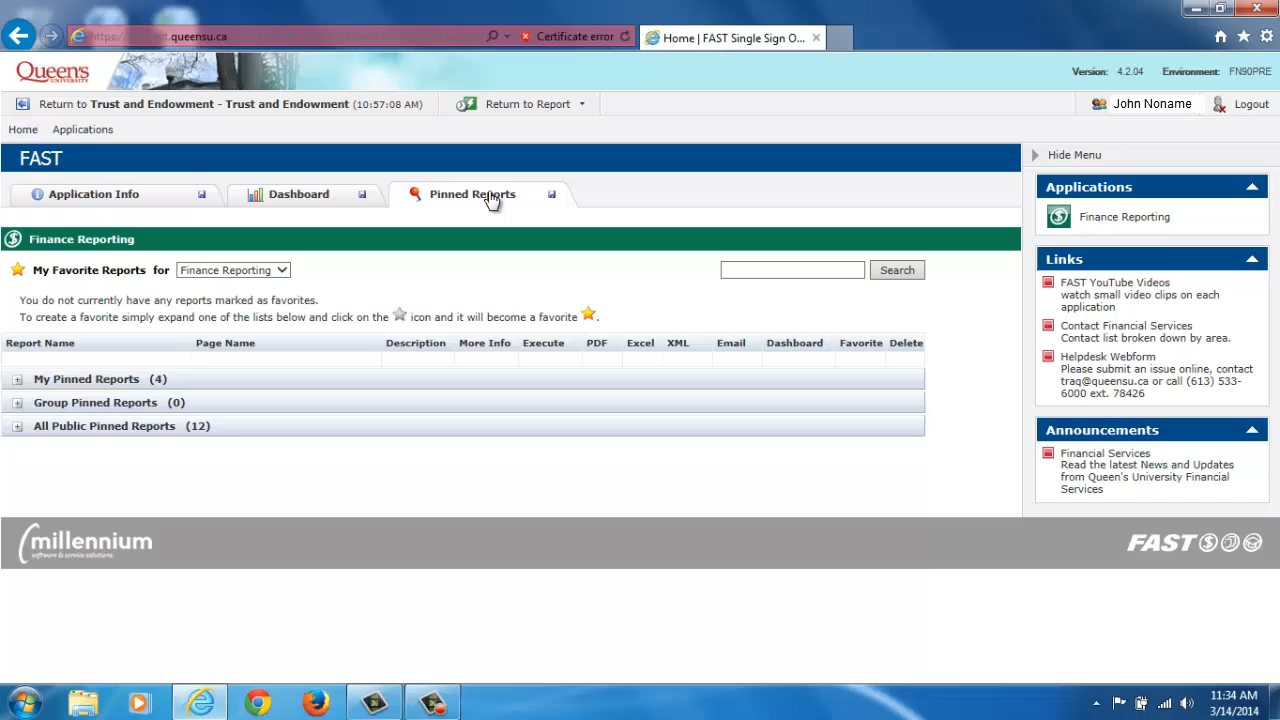 .queensu.ca
Certificate error
Home | FAST Single Sign O...
Queen's
UNIVERSITY
Version: 4.2.04 Environment: FN90PRE
Return to Trust and Endowment - Trust and Endowment (10:57:08 AM)
Return to Report
John Noname
Logout
Home Applications
FAST
Hide Menu
Application Info
Dashboard
Pinned Reports
Applications
Finance Reporting
Finance Reporting
My Favorite Reports for Finance Reporting
Search
You do not currently have any reports marked as favorites.
To create a favorite simply expand one of the lists below and click on the icon and it will become a favorite .
Report Name Page Name Description More Info Execute PDF Excel XML Email Dashboard Favorite Delete
My Pinned Reports (4)
Group Pinned Reports (0)
All Public Pinned Reports (12)
Links
FAST YouTube Videos
watch small video clips on each
application
Contact Financial Services
Contact list broken down by area.
Helpdesk Webform
Please submit an issue online, contact
traq@queensu.ca or call (613) 533-
6000 ext. 78426
Announcements
Financial Services
Read the latest News and Updates
from Queen's University Financial
Services
millennium
software & service solutions.
FAST
11:34 AM
3/14/2014